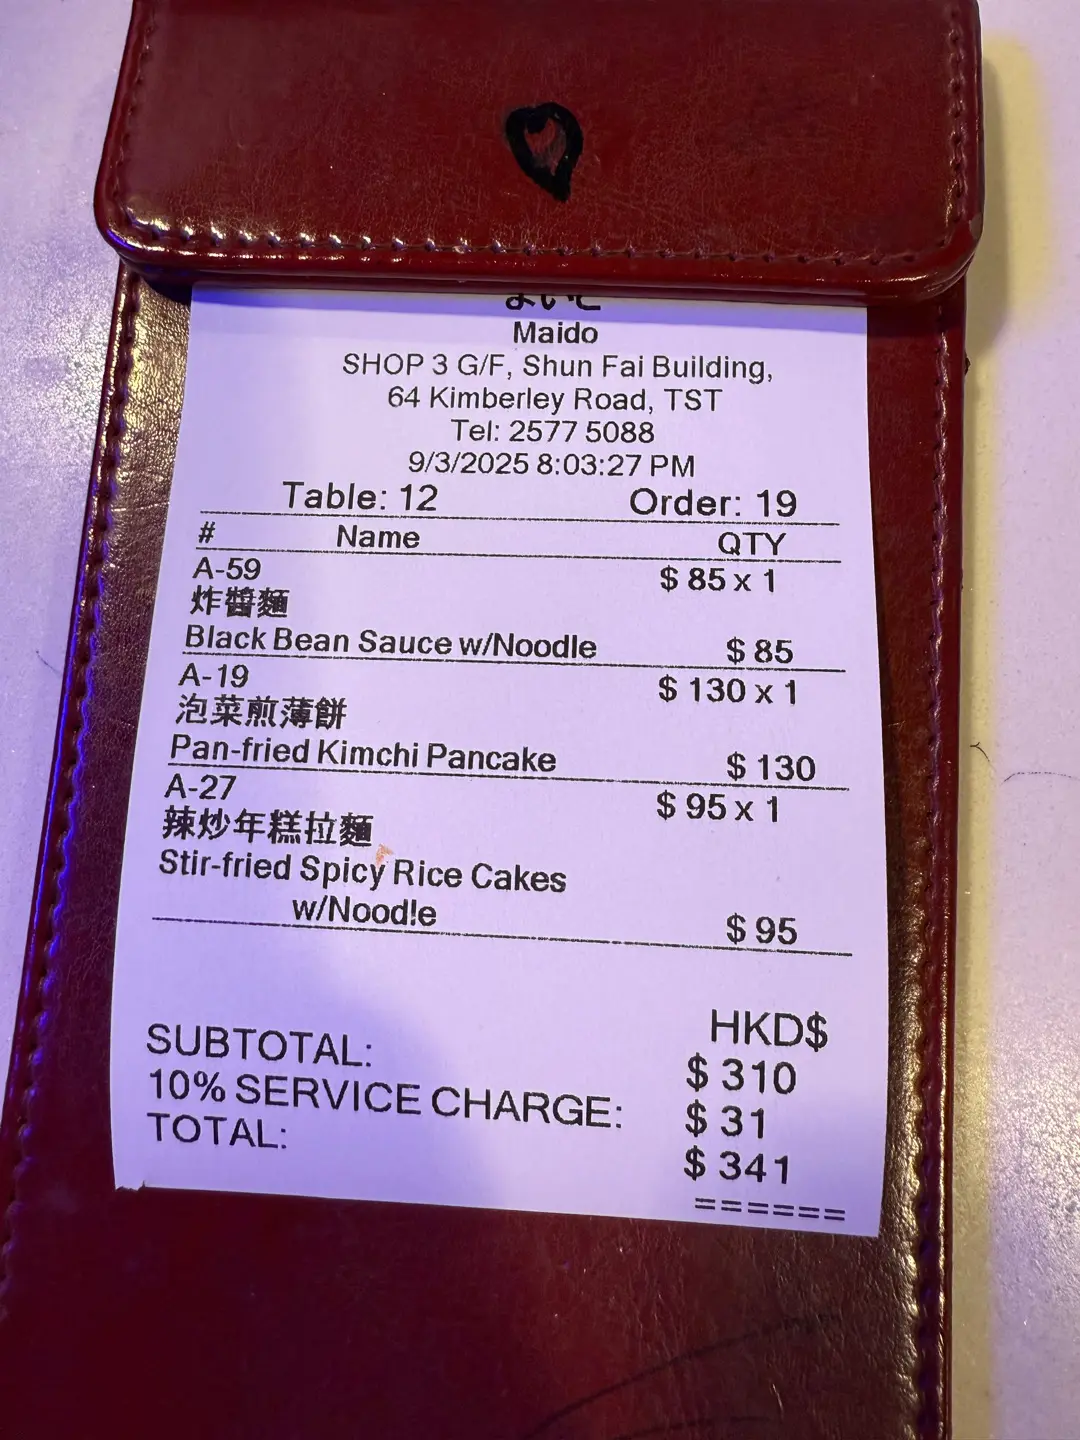 Maido
SHOP 3 G/F, Shun Fai Building,
64 Kimberley Road, TST
Tel: 2577 5088
9/3/2025 8:03:27 PM
Table: 12 Order: 19
# Name QTY
A-59 $ 85 x 1
炸醬麵
Black Bean Sauce w/Noodle $ 85
A-19 $ 130 x 1
泡菜煎薄餅
Pan-fried Kimchi Pancake $ 130
A-27 $ 95 x 1
辣炒年糕拉麵
Stir-fried Spicy Rice Cakes
w/Noodle $ 95
HKD$
SUBTOTAL: $ 310
10% SERVICE CHARGE: $ 31
TOTAL: $ 341
======